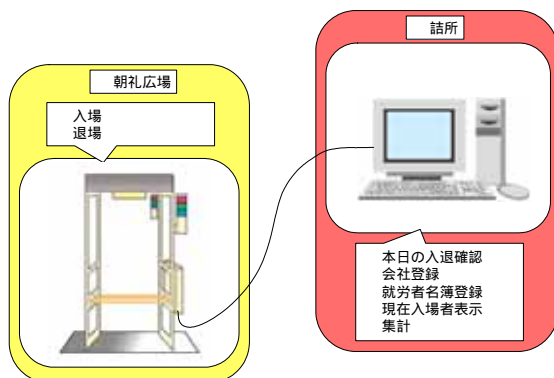 朝礼広場
入場
退場
詰所
本日の入退確認
会社登録
就労者名簿登録
現在入場者表示
集計